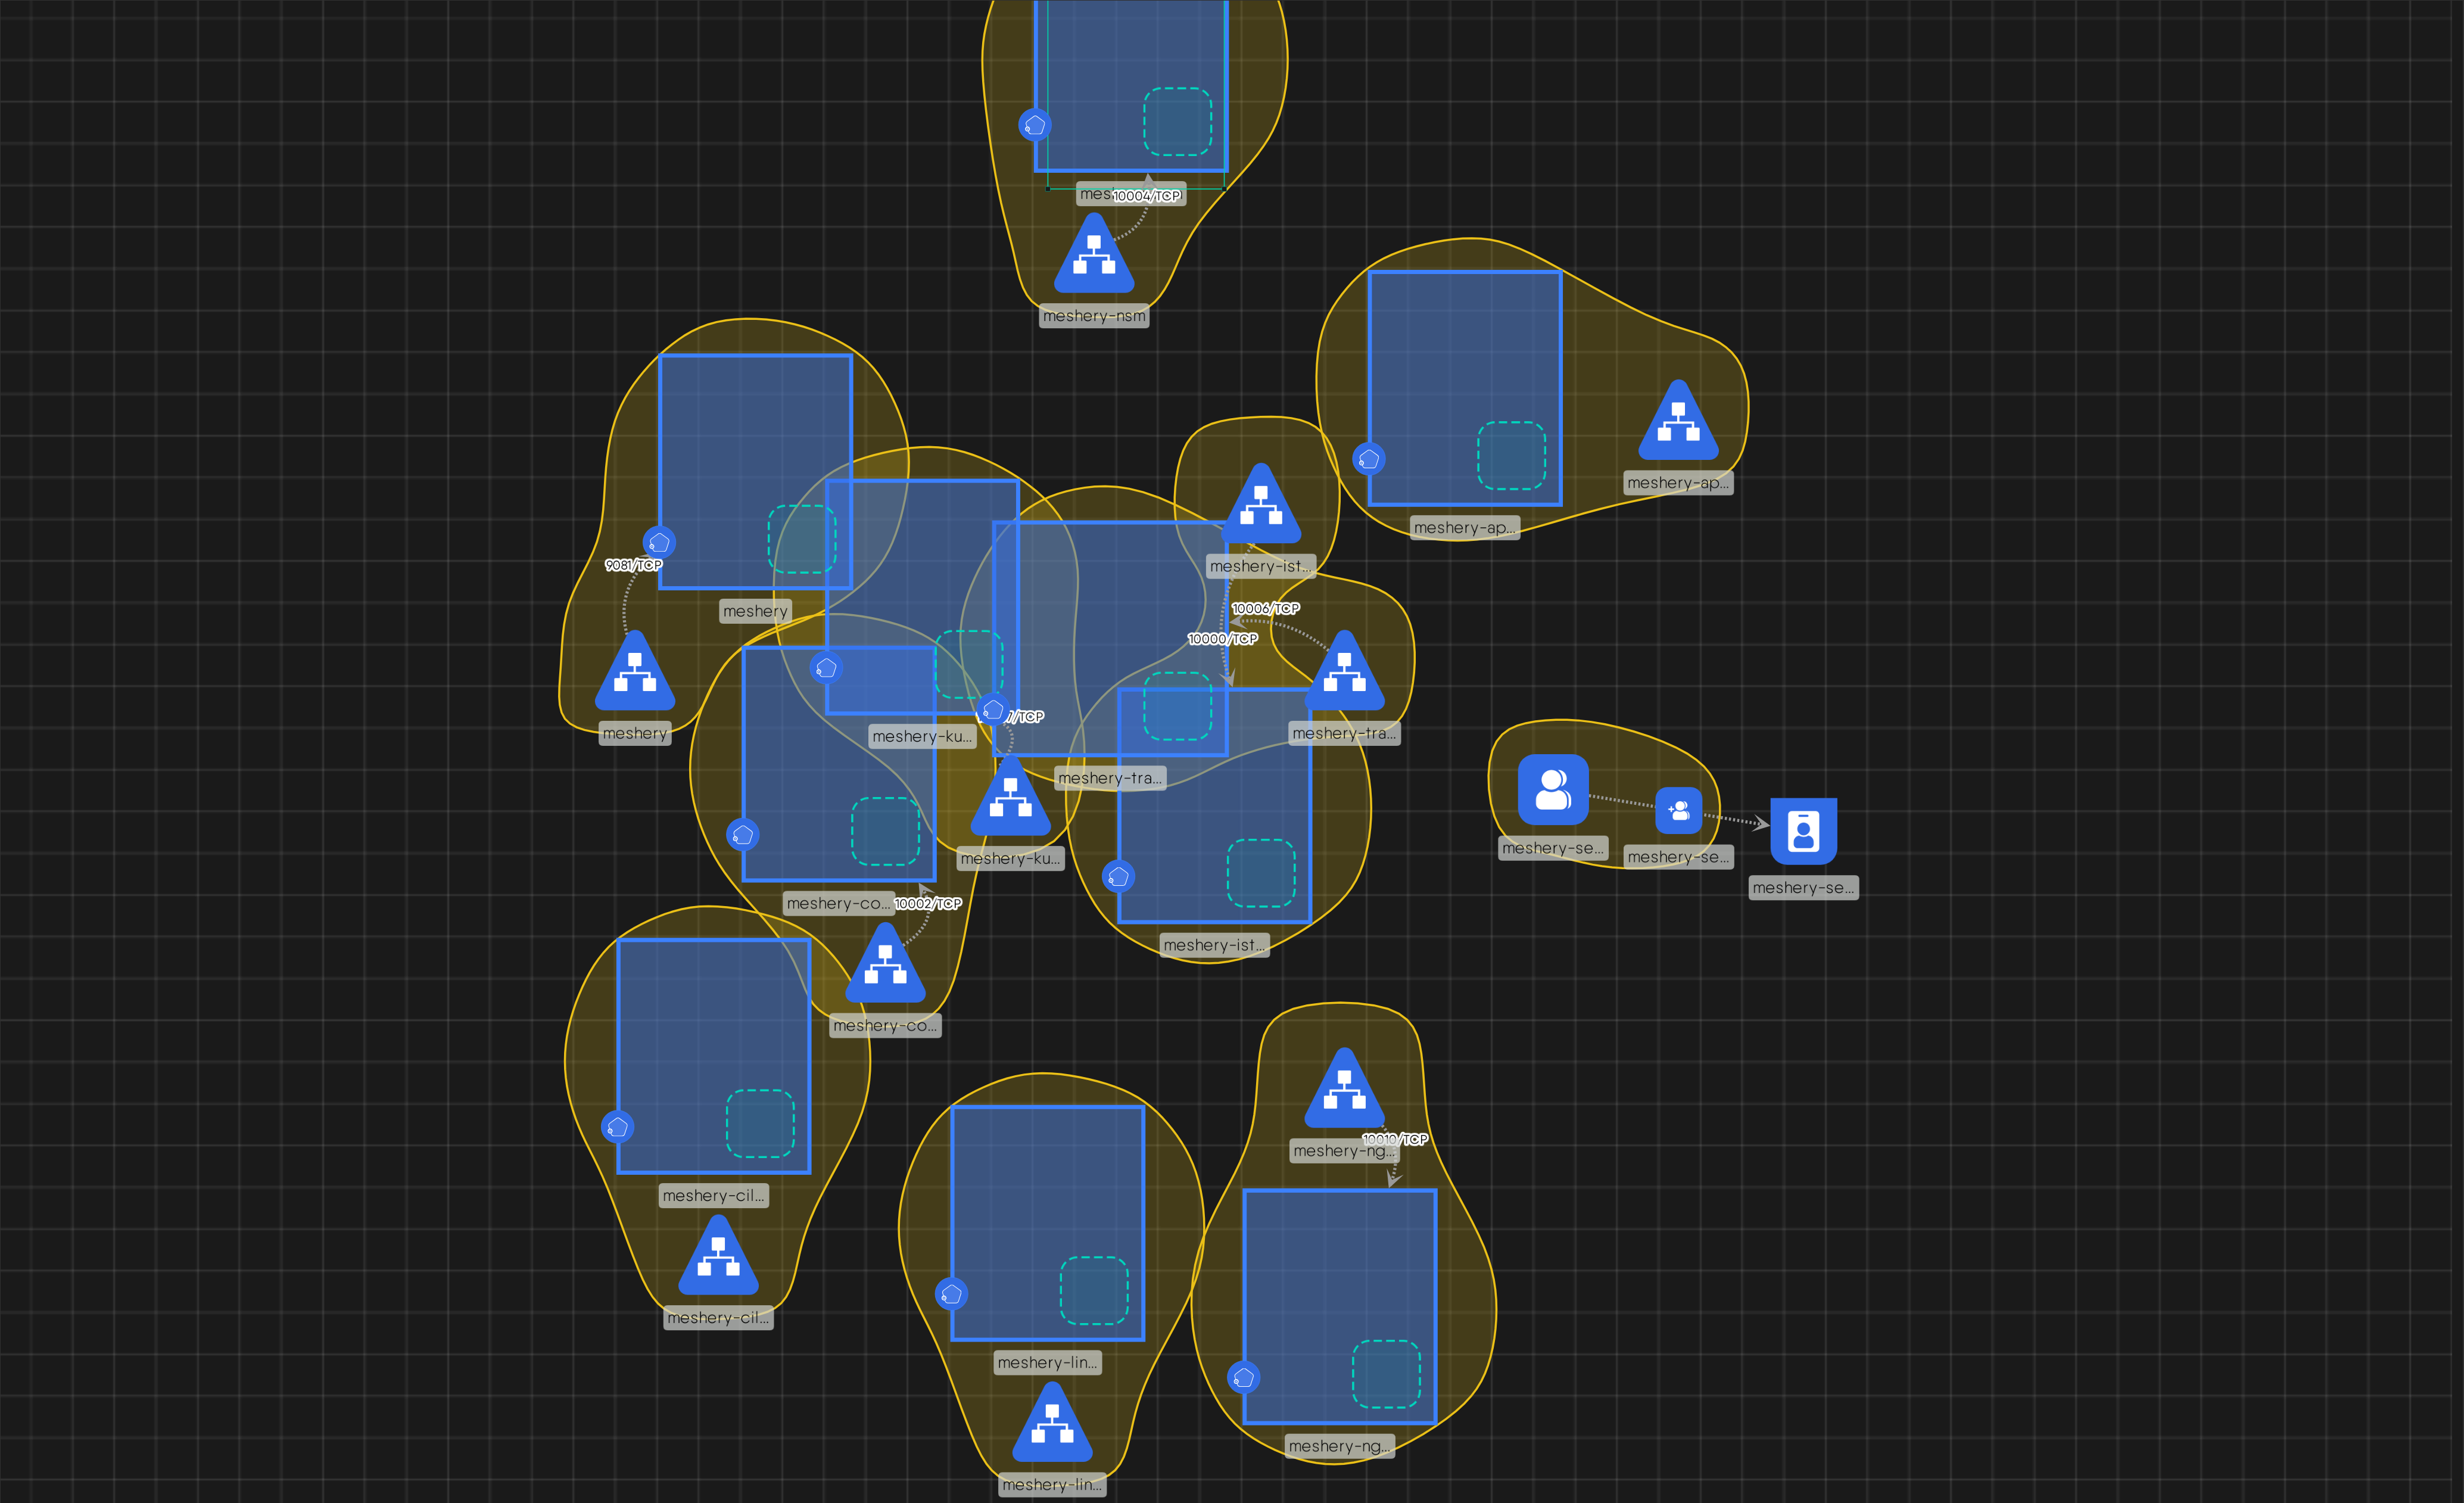 10004/TCP
meshery-nsm
meshery-ap...
meshery-ap...
9081/TCP
meshery
meshery-ist...
10006/TCP
10000/TCP
meshery
meshery-ku...
/TCP
meshery-tra...
meshery-tra...
meshery-se...
meshery-se...
meshery-se...
meshery-ku...
meshery-co...
10002/TCP
meshery-ist...
meshery-co...
10010/TCP
meshery-ng...
meshery-cil...
meshery-cil...
meshery-lin...
meshery-ng...
meshery-lin...